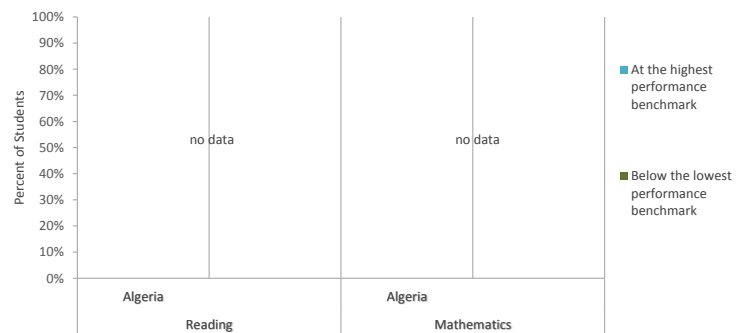 100%
90%
80%
70%
60%
50%
40%
30%
20%
10%
0%
Percent of Students
no data
no data
Algeria
Algeria
Reading
Mathematics
At the highest
performance
benchmark
Below the lowest
performance
benchmark